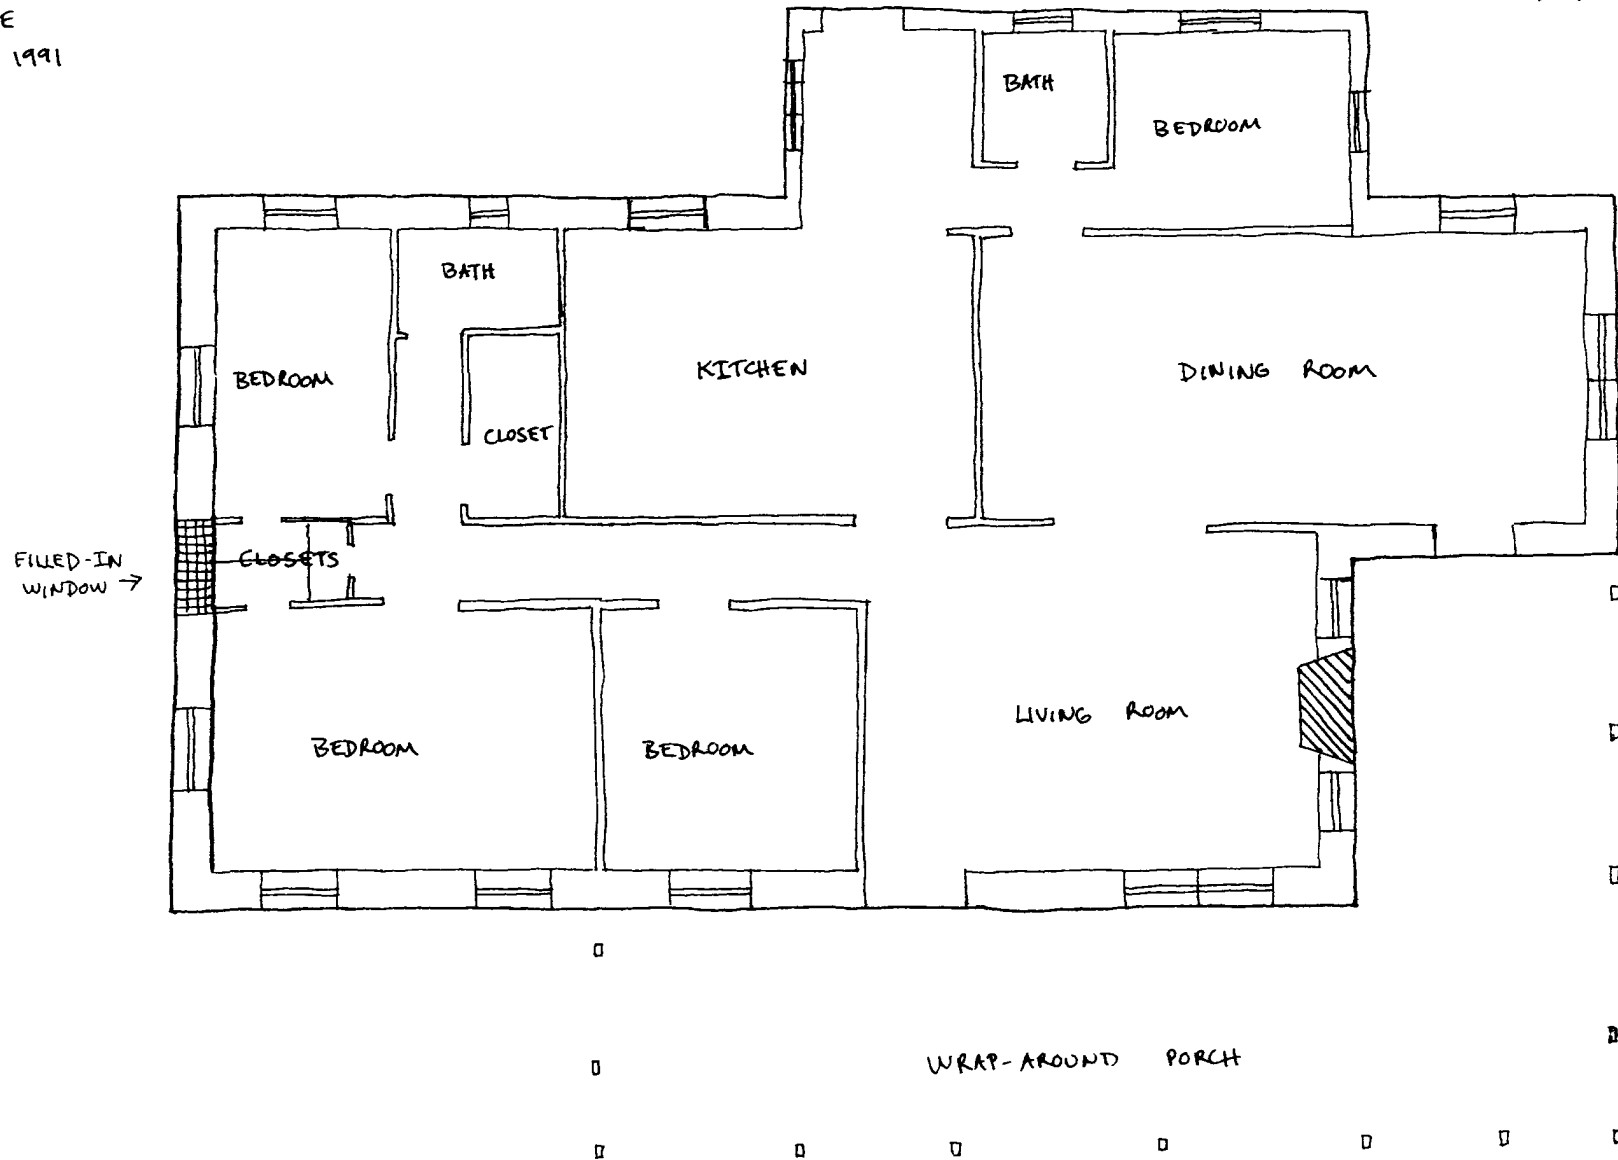 E
1991
BATH
BEDROOM
BATH
BEDROOM
KITCHEN
DINING ROOM
CLOSET
FILLED-IN
WINDOW →
CLOSETS
BEDROOM
BEDROOM
LIVING ROOM
WRAP-AROUND PORCH